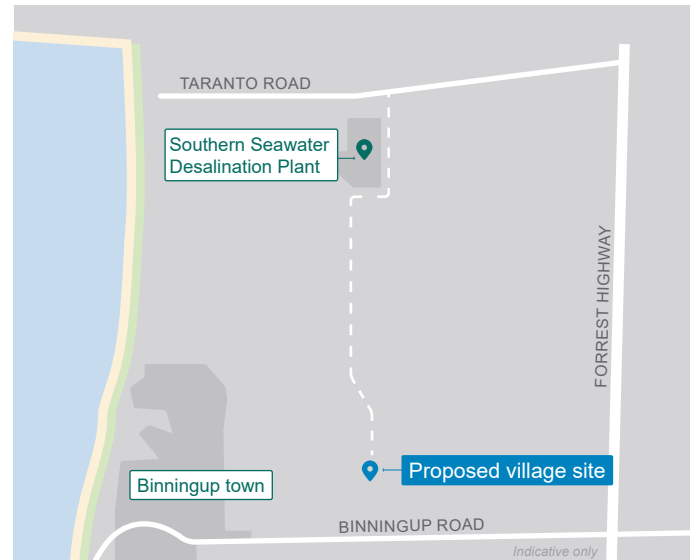 TARANTO ROAD
Southern Seawater
Desalination Plant
FORREST HIGHWAY
Proposed village site
Binningup town
BINNINGUP ROAD
Indicative only